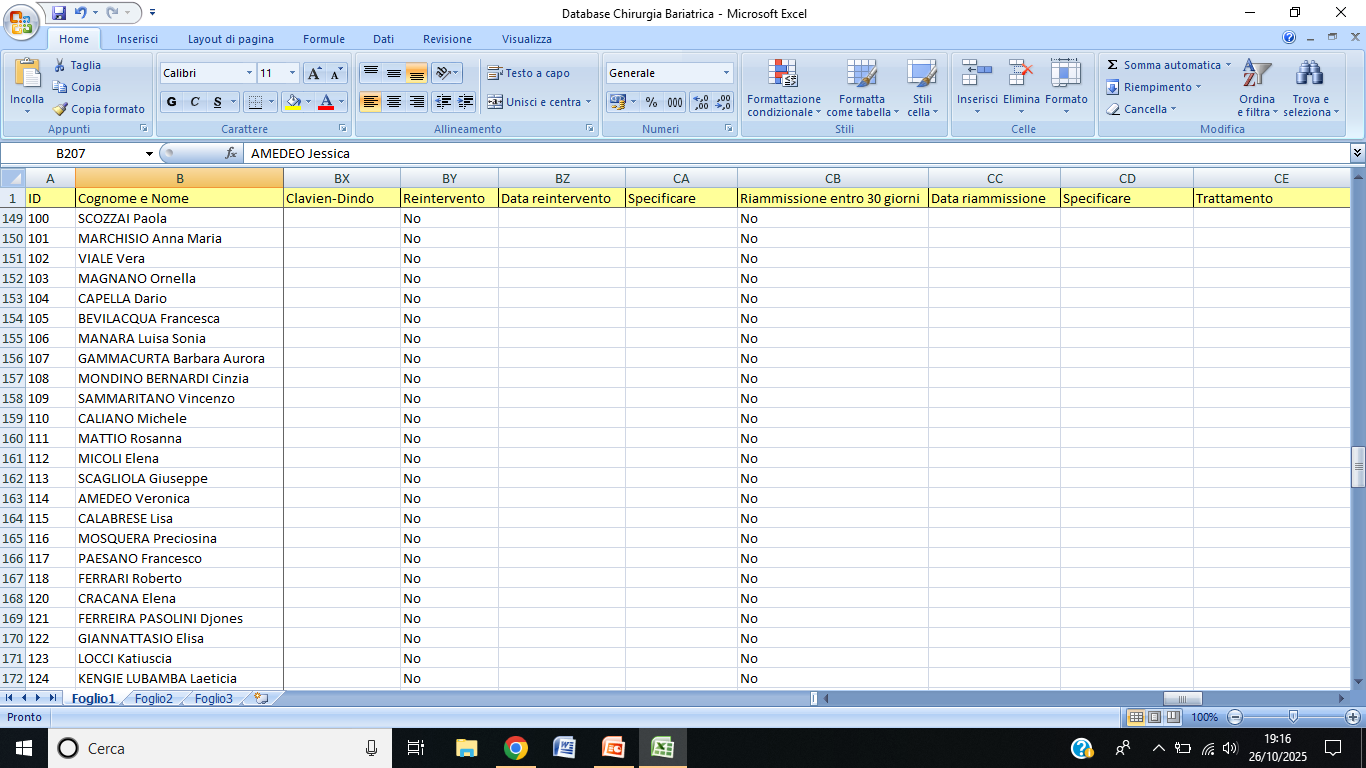 Database Chirurgia Bariatrica - Microsoft Excel
Home Inserisci Layout di pagina Formule Dati Revisione Visualizza
Incolla
Taglia
Copia
Copia formato
Appunti
Calibri 11
G C S
Carattere
Testo a capo
Unisci e centra
Allineamento
Generale
% 000
Numeri
Formattazione condizionale
Formatta come tabella
Stili cella
Stili
Inserisci Elimina Formato
Celle
Somma automatica
Riempimento
Cancella
Ordina e filtra
Trova e seleziona
Modifica
B207 fx AMEDEO Jessica
A B BX BY BZ CA CB CC CD CE
1 ID Cognome e Nome Clavien-Dindo Reintervento Data reintervento Specificare Riammissione entro 30 giorni Data riammissione Specificare Trattamento
149 100 SCOZZAI Paola No No
150 101 MARCHISIO Anna Maria No No
151 102 VIALE Vera No No
152 103 MAGNANO Ornella No No
153 104 CAPELLA Dario No No
154 105 BEVILACQUA Francesca No No
155 106 MANARA Luisa Sonia No No
156 107 GAMMACURTA Barbara Aurora No No
157 108 MONDINO BERNARDI Cinzia No No
158 109 SAMMARITANO Vincenzo No No
159 110 CALIANO Michele No No
160 111 MATTIO Rosanna No No
161 112 MICOLI Elena No No
162 113 SCAGLIOLA Giuseppe No No
163 114 AMEDEO Veronica No No
164 115 CALABRESE Lisa No No
165 116 MOSQUERA Preciosina No No
166 117 PAESANO Francesco No No
167 118 FERRARI Roberto No No
168 120 CRACANA Elena No No
169 121 FERREIRA PASOLINI Djones No No
170 122 GIANNATTASIO Elisa No No
171 123 LOCCI Katiuscia No No
172 124 KENGIE LUBAMBA Laeticia No No
Foglio1 Foglio2 Foglio3
Pronto 100%
Cerca
19:16
26/10/2025